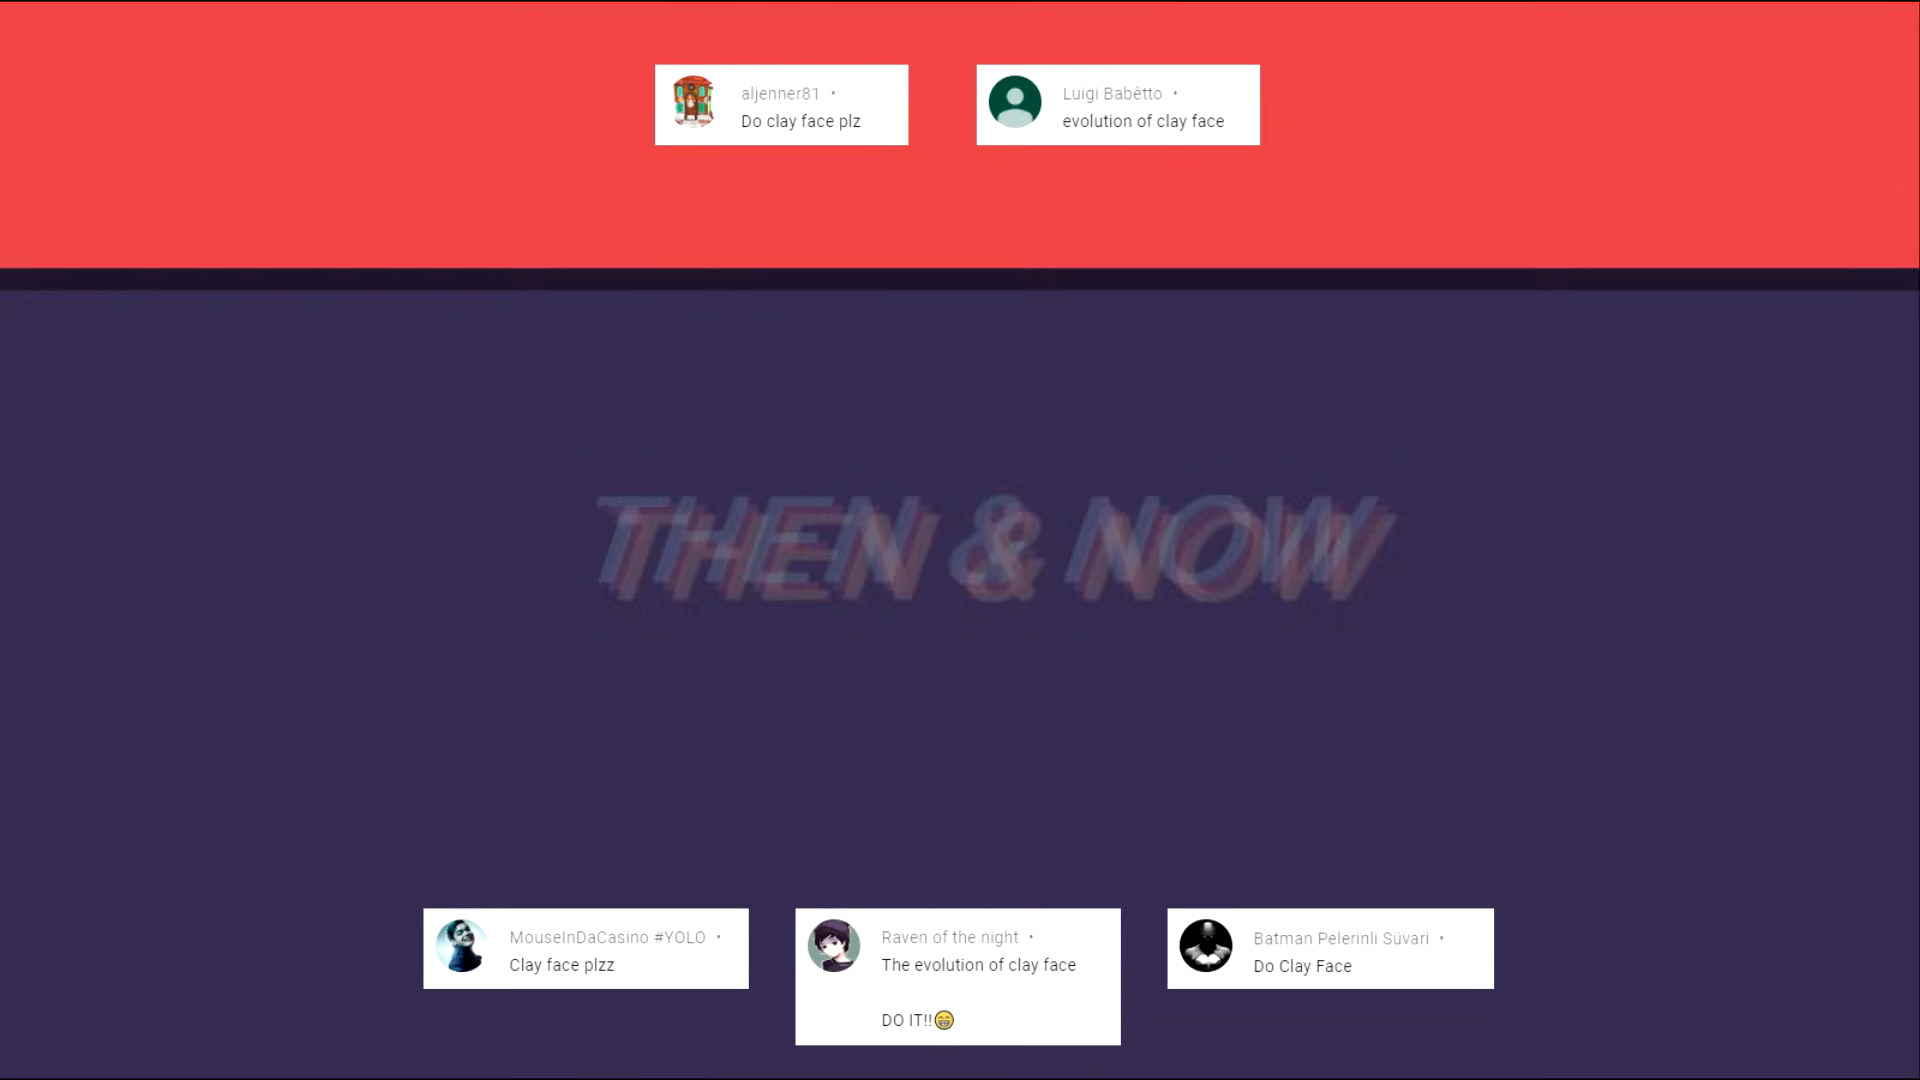 aljenner81 •
Do clay face plz
Luigi Babêtto •
evolution of clay face
THEN & NOW
MouseInDaCasino #YOLO •
Clay face plzz
Raven of the night •
The evolution of clay face
DO IT!!😁
Batman Pelerinli Süvari •
Do Clay Face